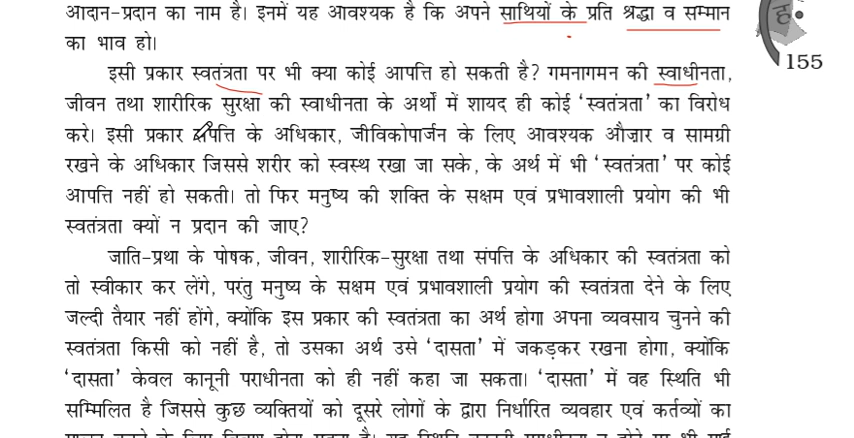 आदान-प्रदान का नाम है। इनमें यह आवश्यक है कि अपने साथियों के प्रति श्रद्धा व सम्मान
का भाव हो।
155
इसी प्रकार स्वतंत्रता पर भी क्या कोई आपत्ति हो सकती है? गमनागमन की स्वाधीनता,
जीवन तथा शारीरिक सुरक्षा की स्वाधीनता के अर्थों में शायद ही कोई ‘स्वतंत्रता’ का विरोध
करे। इसी प्रकार संपत्ति के अधिकार, जीविकोपार्जन के लिए आवश्यक औज़ार व सामग्री
रखने के अधिकार जिससे शरीर को स्वस्थ रखा जा सके, के अर्थ में भी ‘स्वतंत्रता’ पर कोई
आपत्ति नहीं हो सकती। तो फिर मनुष्य की शक्ति के सक्षम एवं प्रभावशाली प्रयोग की भी
स्वतंत्रता क्यों न प्रदान की जाए?
जाति-प्रथा के पोषक, जीवन, शारीरिक-सुरक्षा तथा संपत्ति के अधिकार की स्वतंत्रता को
तो स्वीकार कर लेंगे, परंतु मनुष्य के सक्षम एवं प्रभावशाली प्रयोग की स्वतंत्रता देने के लिए
जल्दी तैयार नहीं होंगे, क्योंकि इस प्रकार की स्वतंत्रता का अर्थ होगा अपना व्यवसाय चुनने की
स्वतंत्रता किसी को नहीं है, तो उसका अर्थ उसे ‘दासता’ में जकड़कर रखना होगा, क्योंकि
‘दासता’ केवल कानूनी पराधीनता को ही नहीं कहा जा सकता। ‘दासता’ में वह स्थिति भी
सम्मिलित है जिससे कुछ व्यक्तियों को दूसरे लोगों के द्वारा निर्धारित व्यवहार एवं कर्तव्यों का